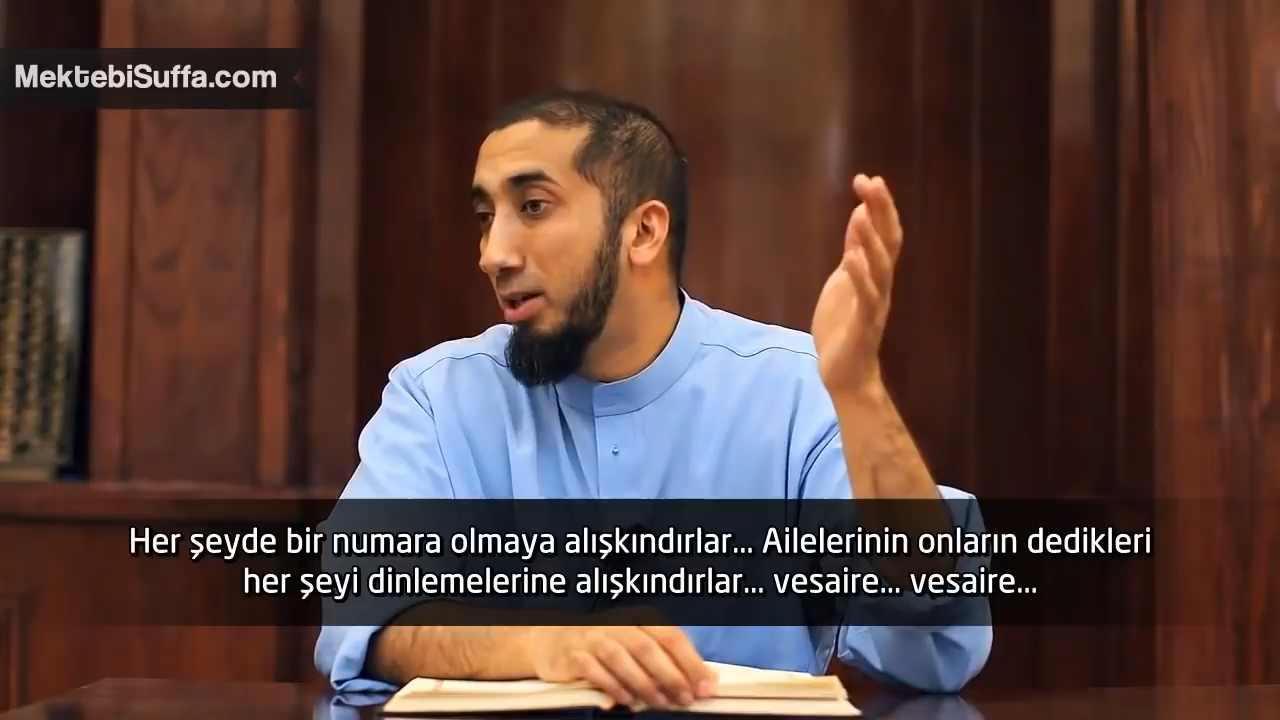 MektebiSuffa.com
Her şeyde bir numara olmaya alışkındırlar... Ailelerinin onların dedikleri
her şeyi dinlemelerine alışkındırlar... vesaire... vesaire...